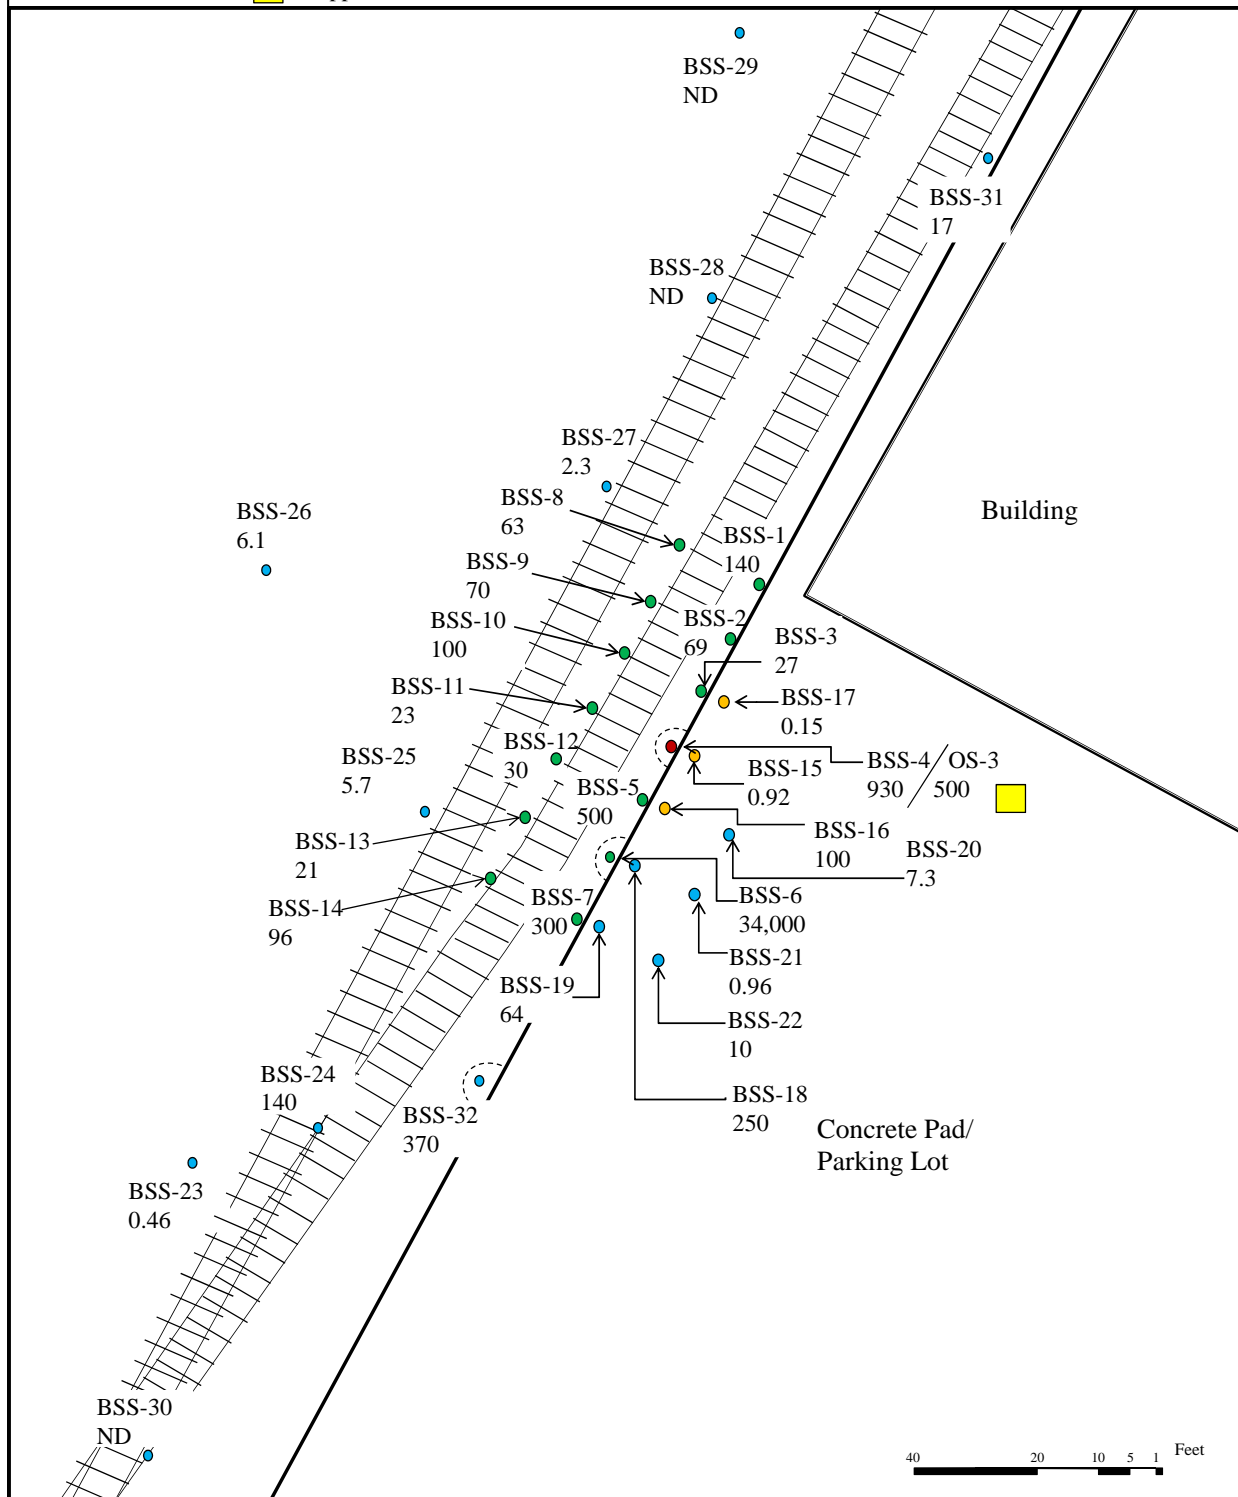 BSS-29
ND
BSS-31
17
BSS-28
ND
BSS-27
2.3
BSS-8
63
BSS-26
6.1
Building
BSS-1
140
BSS-9
70
BSS-10
100
BSS-2
69
BSS-3
27
BSS-11
23
BSS-17
0.15
BSS-12
30
BSS-25
5.7
BSS-4/OS-3
930 500
BSS-15
0.92
BSS-5
500
BSS-16
100
BSS-13
21
BSS-20
7.3
BSS-14
96
BSS-7
300
BSS-6
34,000
BSS-21
0.96
BSS-19
64
BSS-22
10
BSS-24
140
BSS-18
250
BSS-32
370
Concrete Pad/
Parking Lot
BSS-23
0.46
BSS-30
ND
40 20 10 5 1 Feet